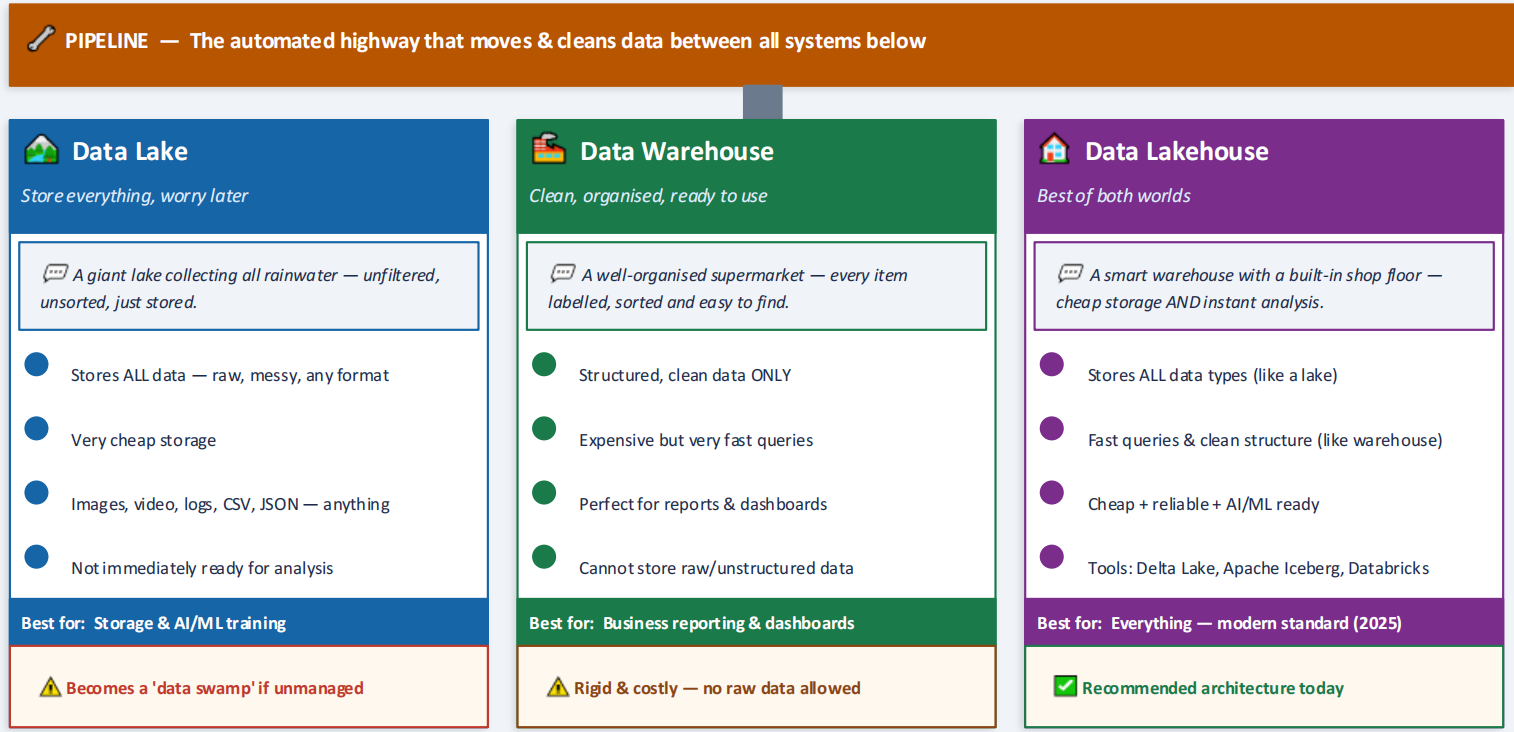 PIPELINE — The automated highway that moves & cleans data between all systems below
Data Lake
Store everything, worry later
A giant lake collecting all rainwater — unfiltered,
unsorted, just stored.
Stores ALL data — raw, messy, any format
Very cheap storage
Images, video, logs, CSV, JSON — anything
Not immediately ready for analysis
Best for: Storage & AI/ML training
Becomes a 'data swamp' if unmanaged
Data Warehouse
Clean, organised, ready to use
A well-organised supermarket — every item
labelled, sorted and easy to find.
Structured, clean data ONLY
Expensive but very fast queries
Perfect for reports & dashboards
Cannot store raw/unstructured data
Best for: Business reporting & dashboards
Rigid & costly — no raw data allowed
Data Lakehouse
Best of both worlds
A smart warehouse with a built-in shop floor —
cheap storage AND instant analysis.
Stores ALL data types (like a lake)
Fast queries & clean structure (like warehouse)
Cheap + reliable + AI/ML ready
Tools: Delta Lake, Apache Iceberg, Databricks
Best for: Everything — modern standard (2025)
Recommended architecture today